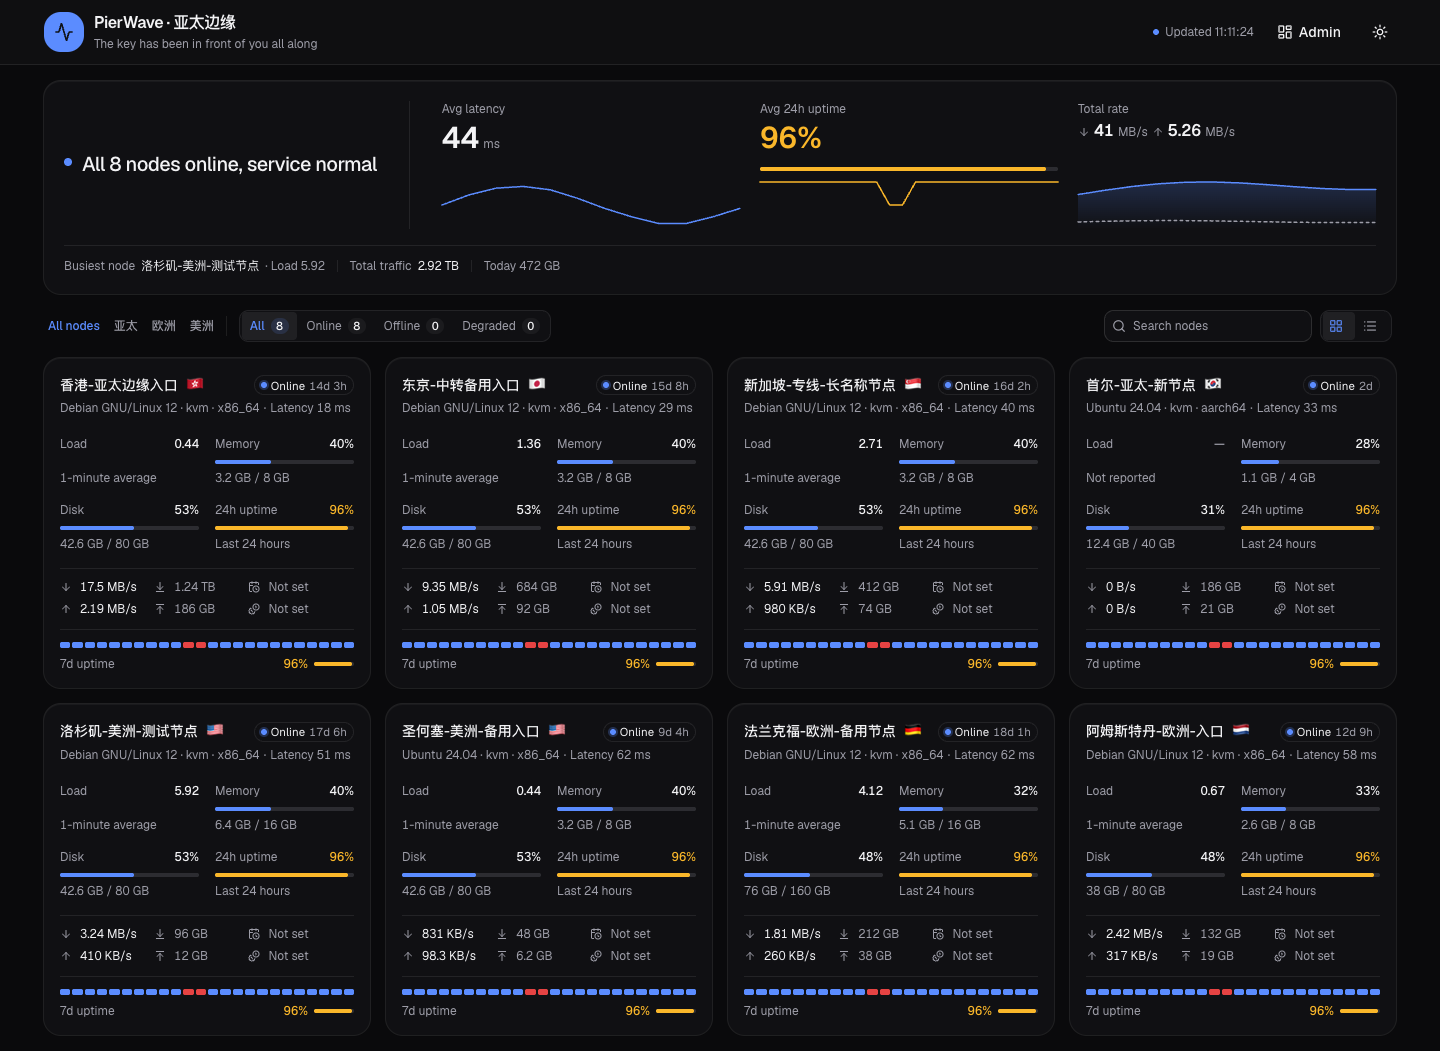 PierWave · 亚太边缘
The key has been in front of you all along
Updated 11:11:24
Admin
All 8 nodes online, service normal
Avg latency
44 ms
Avg 24h uptime
96%
Total rate
↓ 41 MB/s ↑ 5.26 MB/s
Busiest node 洛杉矶-美洲-测试节点 · Load 5.92
Total traffic 2.92 TB
Today 472 GB
All nodes 亚太 欧洲 美洲
All 8 Online 8 Offline 0 Degraded 0
Search nodes
香港-亚太边缘入口
Online 14d 3h
Debian GNU/Linux 12 · kvm · x86_64 · Latency 18 ms
Load 0.44 Memory 40%
1-minute average 3.2 GB / 8 GB
Disk 53% 24h uptime 96%
42.6 GB / 80 GB Last 24 hours
↓ 17.5 MB/s 1.24 TB Not set
↑ 2.19 MB/s 186 GB Not set
7d uptime 96%
东京-中转备用入口
Online 15d 8h
Debian GNU/Linux 12 · kvm · x86_64 · Latency 29 ms
Load 1.36 Memory 40%
1-minute average 3.2 GB / 8 GB
Disk 53% 24h uptime 96%
42.6 GB / 80 GB Last 24 hours
↓ 9.35 MB/s 684 GB Not set
↑ 1.05 MB/s 92 GB Not set
7d uptime 96%
新加坡-专线-长名称节点
Online 16d 2h
Debian GNU/Linux 12 · kvm · x86_64 · Latency 40 ms
Load 2.71 Memory 40%
1-minute average 3.2 GB / 8 GB
Disk 53% 24h uptime 96%
42.6 GB / 80 GB Last 24 hours
↓ 5.91 MB/s 412 GB Not set
↑ 980 KB/s 74 GB Not set
7d uptime 96%
首尔-亚太-新节点
Online 2d
Ubuntu 24.04 · kvm · aarch64 · Latency 33 ms
Load — Memory 28%
Not reported 1.1 GB / 4 GB
Disk 31% 24h uptime 96%
12.4 GB / 40 GB Last 24 hours
↓ 0 B/s 186 GB Not set
↑ 0 B/s 21 GB Not set
7d uptime 96%
洛杉矶-美洲-测试节点
Online 17d 6h
Debian GNU/Linux 12 · kvm · x86_64 · Latency 51 ms
Load 5.92 Memory 40%
1-minute average 6.4 GB / 16 GB
Disk 53% 24h uptime 96%
42.6 GB / 80 GB Last 24 hours
↓ 3.24 MB/s 96 GB Not set
↑ 410 KB/s 12 GB Not set
7d uptime 96%
圣何塞-美洲-备用入口
Online 9d 4h
Ubuntu 24.04 · kvm · x86_64 · Latency 62 ms
Load 0.44 Memory 40%
1-minute average 3.2 GB / 8 GB
Disk 53% 24h uptime 96%
42.6 GB / 80 GB Last 24 hours
↓ 831 KB/s 48 GB Not set
↑ 98.3 KB/s 6.2 GB Not set
7d uptime 96%
法兰克福-欧洲-备用节点
Online 18d 1h
Debian GNU/Linux 12 · kvm · x86_64 · Latency 62 ms
Load 4.12 Memory 32%
1-minute average 5.1 GB / 16 GB
Disk 48% 24h uptime 96%
76 GB / 160 GB Last 24 hours
↓ 1.81 MB/s 212 GB Not set
↑ 260 KB/s 38 GB Not set
7d uptime 96%
阿姆斯特丹-欧洲-入口
Online 12d 9h
Debian GNU/Linux 12 · kvm · x86_64 · Latency 58 ms
Load 0.67 Memory 33%
1-minute average 2.6 GB / 8 GB
Disk 48% 24h uptime 96%
38 GB / 80 GB Last 24 hours
↓ 2.42 MB/s 132 GB Not set
↑ 317 KB/s 19 GB Not set
7d uptime 96%